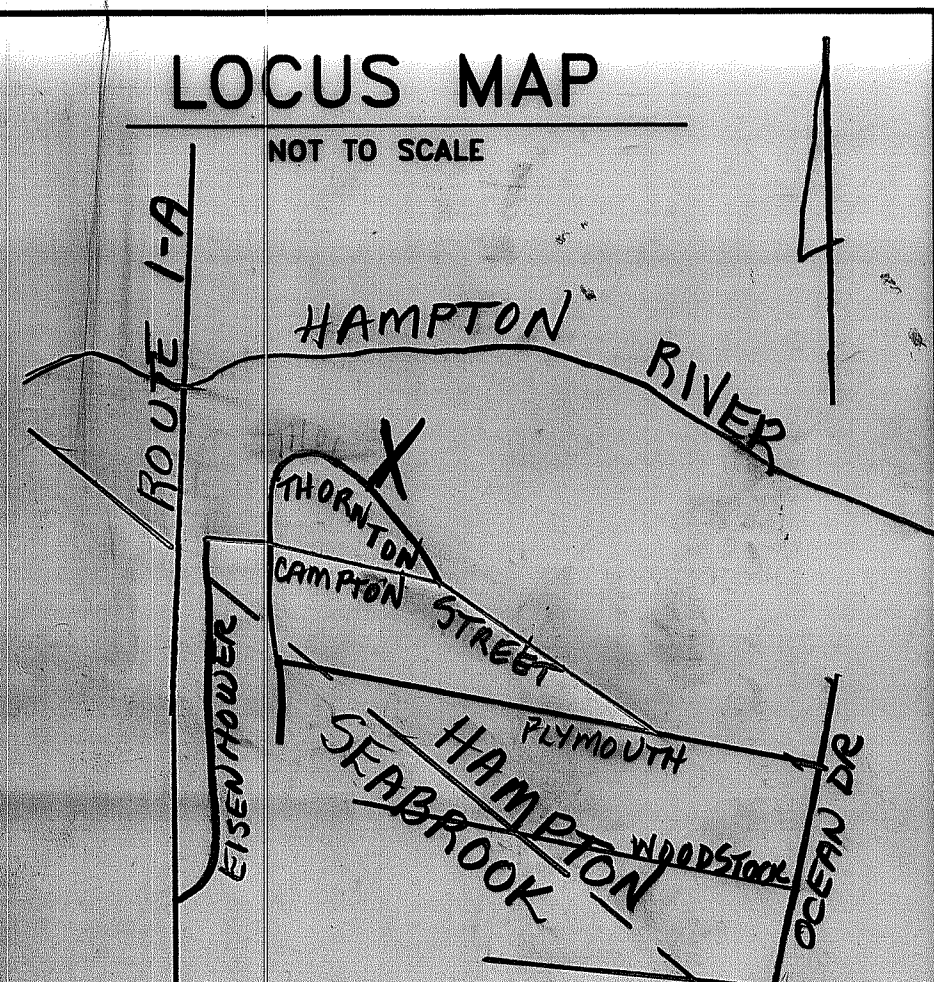 LOCUS MAP
NOT TO SCALE
ROUTE 1-A
HAMPTON RIVER
X
THORNTON
CAMPTON STREET
EISENHOWER
PLYMOUTH
HAMPTON
SEABROOK
WOODSTOCK
OCEAN DR